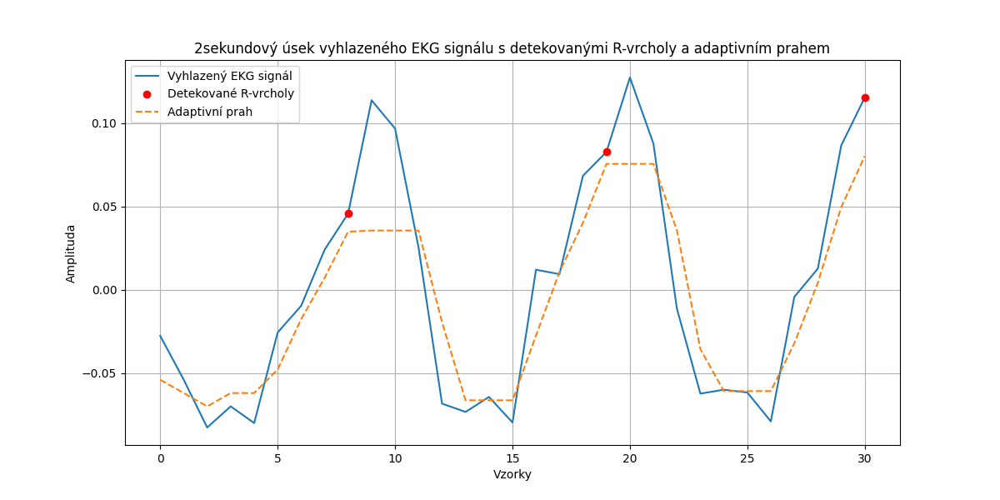 2sekundový úsek vyhlazeného EKG signálu s detekovanými R-vrcholy a adaptivním prahem
Vyhlazený EKG signál
Detekované R-vrcholy
Adaptivní prah
Amplituda
0.10
0.05
0.00
−0.05
0 5 10 15 20 25 30
Vzorky